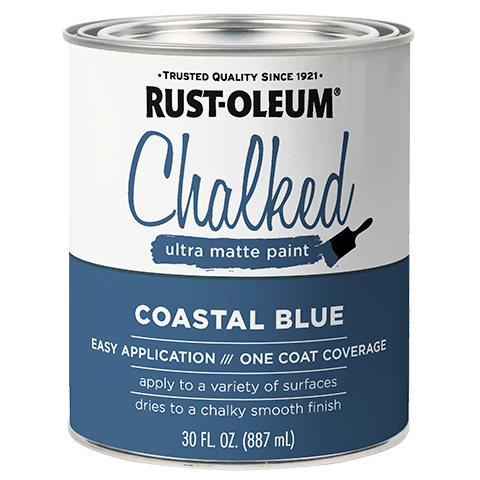 •TRUSTED QUALITY SINCE 1921•
RUST-OLEUM®
Chalked
ultra matte paint
COASTAL BLUE
EASY APPLICATION /// ONE COAT COVERAGE
apply to a variety of surfaces
dries to a chalky smooth finish
30 FL. OZ. (887 mL)